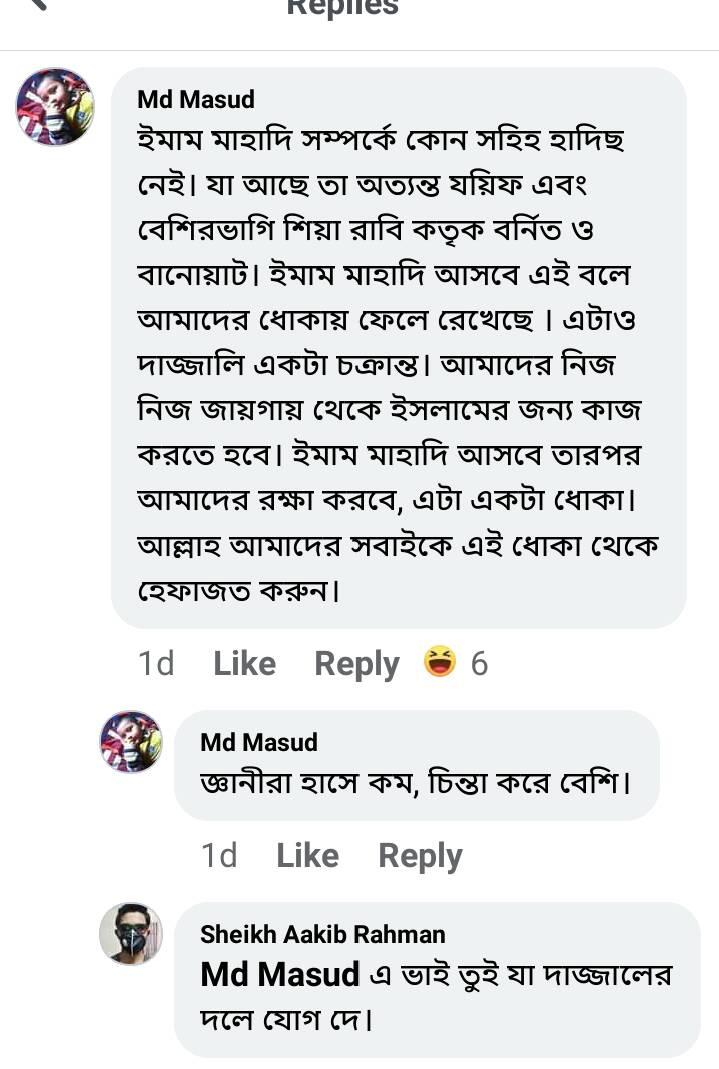 Replies
Md Masud
ইমাম মাহাদি সম্পর্কে কোন সহিহ হাদিছ
নেই। যা আছে তা অত্যন্ত যয়িফ এবং
বেশিরভাগি শিয়া রাবি কতৃক বর্নিত ও
বানোয়াট। ইমাম মাহাদি আসবে এই বলে
আমাদের ধোকায় ফেলে রেখেছে । এটাও
দাজ্জালি একটা চক্রান্ত। আমাদের নিজ
নিজ জায়গায় থেকে ইসলামের জন্য কাজ
করতে হবে। ইমাম মাহাদি আসবে তারপর
আমাদের রক্ষা করবে, এটা একটা ধোকা।
আল্লাহ আমাদের সবাইকে এই ধোকা থেকে
হেফাজত করুন।
1d Like Reply 6
Md Masud
জ্ঞানীরা হাসে কম, চিন্তা করে বেশি।
1d Like Reply
Sheikh Aakib Rahman
Md Masud এ ভাই তুই যা দাজ্জালের
দলে যোগ দে।